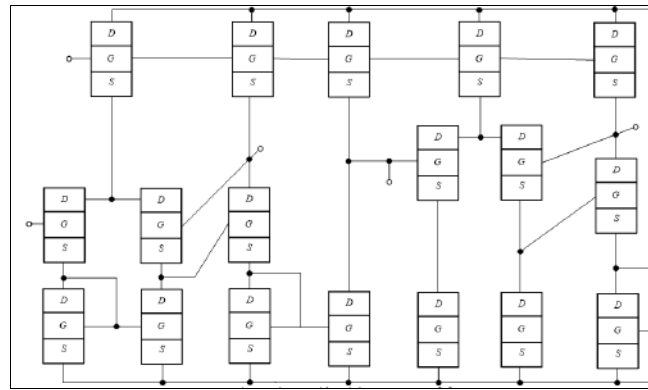 D D D D D
G G G G G
S S S S S
D D
G G
D
S S
G
D D D
S
G G G
S S S
D D D D D D D
G G G G G G G
S S S S S S S